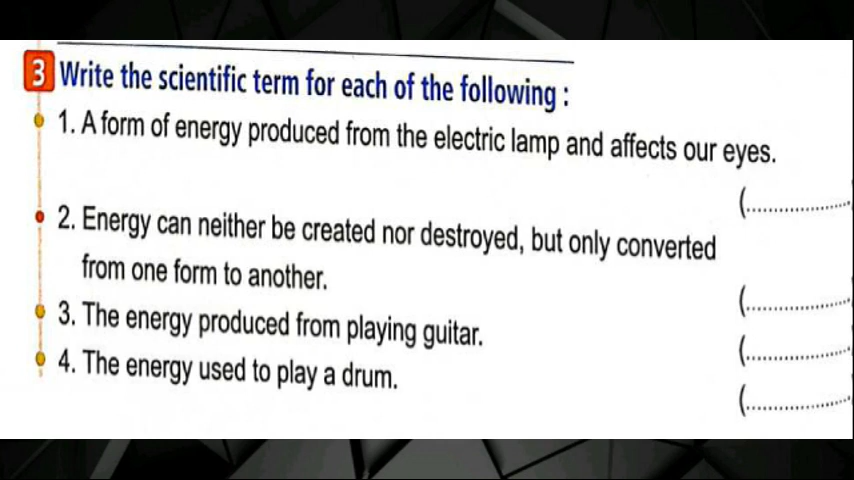 3 Write the scientific term for each of the following :
1. A form of energy produced from the electric lamp and affects our eyes.
(..................
2. Energy can neither be created nor destroyed, but only converted
from one form to another.
(..................
3. The energy produced from playing guitar.
(..................
4. The energy used to play a drum.
(..................